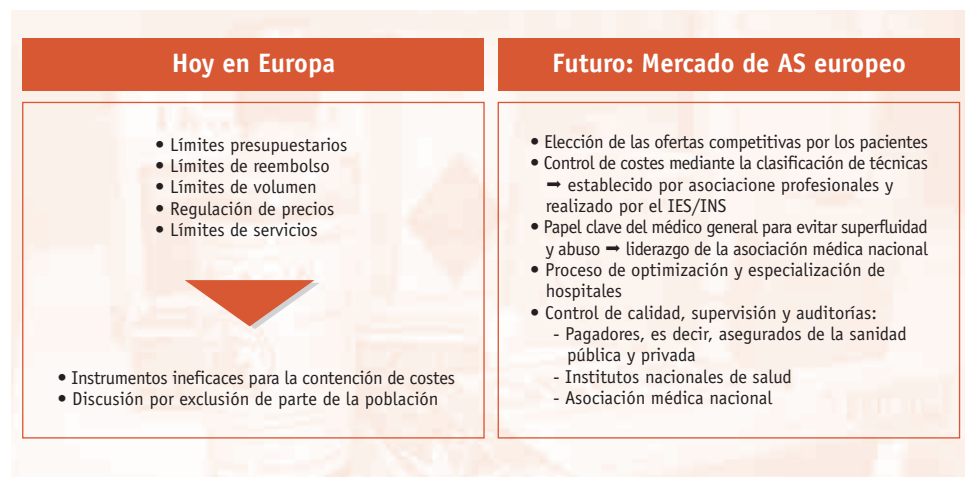 Hoy en Europa
• Límites presupuestarios
• Límites de reembolso
• Límites de volumen
• Regulación de precios
• Límites de servicios
• Instrumentos ineficaces para la contención de costes
• Discusión por exclusión de parte de la población
Futuro: Mercado de AS europeo
• Elección de las ofertas competitivas por los pacientes
• Control de costes mediante la clasificación de técnicas
➞ establecido por asociacione profesionales y
realizado por el IES/INS
• Papel clave del médico general para evitar superfluidad
y abuso ➞ liderazgo de la asociación médica nacional
• Proceso de optimización y especialización de
hospitales
• Control de calidad, supervisión y auditorías:
- Pagadores, es decir, asegurados de la sanidad
pública y privada
- Institutos nacionales de salud
- Asociación médica nacional